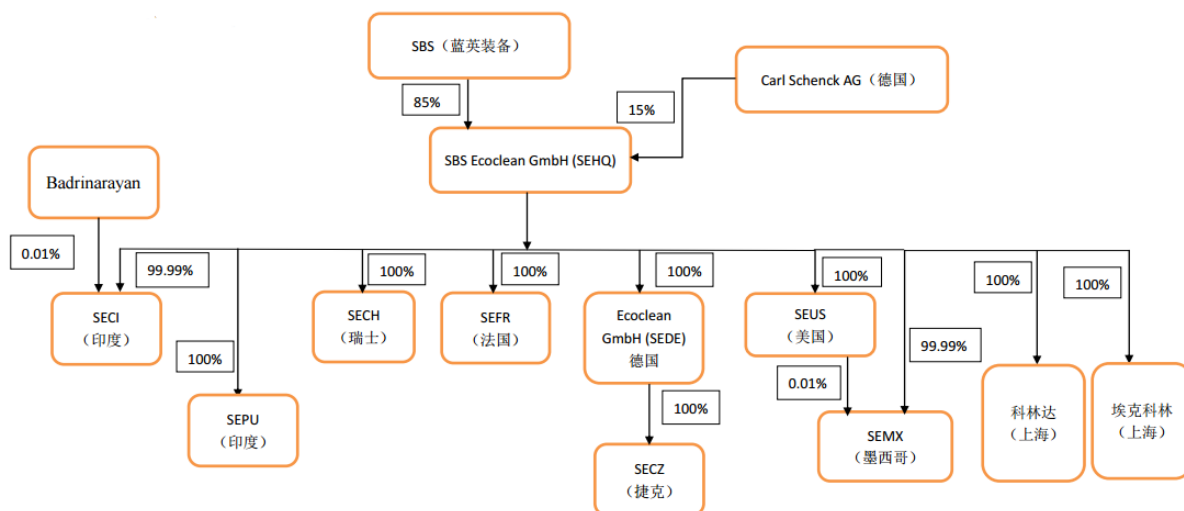 SBS（蓝英装备）
Carl Schenck AG（德国）
85%
15%
SBS Ecoclean GmbH (SEHQ)
Badrinarayan
0.01%
99.99%
100%
100%
100%
100%
100%
100%
SECI
（印度）
SECH
（瑞士）
SEFR
（法国）
Ecoclean
GmbH (SEDE)
德国
SEUS
（美国）
100%
99.99%
0.01%
100%
SEPU
（印度）
SECZ
（捷克）
SEMX
（墨西哥）
科林达
（上海）
埃克科林
（上海）